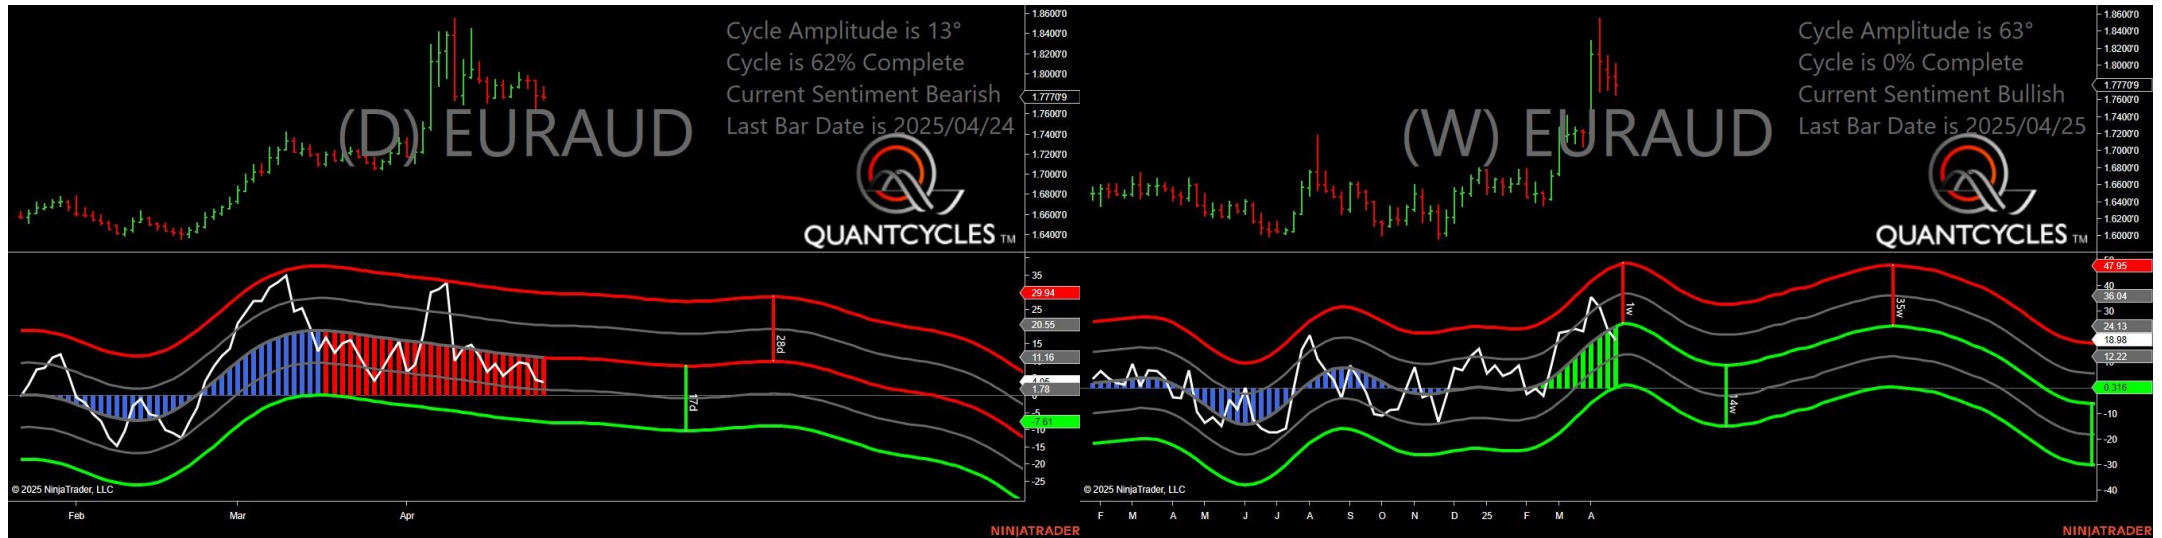 Cycle Amplitude is 13°
Cycle is 62% Complete
Current Sentiment Bearish
Last Bar Date is 2025/04/24
(D) EURAUD
QUANTCYCLES TM
1.8600'0
1.8400'0
1.8200'0
1.8000'0
1.7770'9
1.7600'0
1.7400'0
1.7200'0
1.7000'0
1.6800'0
1.6600'0
1.6400'0
35
29.94
25
20.55
15
11.16
4.05
1.78
0
-5
-7.61
-10
-15
-20
-25
28d
17d
© 2025 NinjaTrader, LLC
Feb Mar Apr
NINJATRADER
Cycle Amplitude is 63°
Cycle is 0% Complete
Current Sentiment Bullish
Last Bar Date is 2025/04/25
(W) EURAUD
QUANTCYCLES TM
1.8600'0
1.8400'0
1.8200'0
1.8000'0
1.7770'9
1.7600'0
1.7400'0
1.7200'0
1.7000'0
1.6800'0
1.6600'0
1.6400'0
1.6200'0
1.6000'0
47.95
40
36.04
30
24.13
18.98
12.22
0.316
-10
-20
-30
-40
1w
35w
14w
© 2025 NinjaTrader, LLC
F M A M J J A S O N D 25 F M A
NINJATRADER